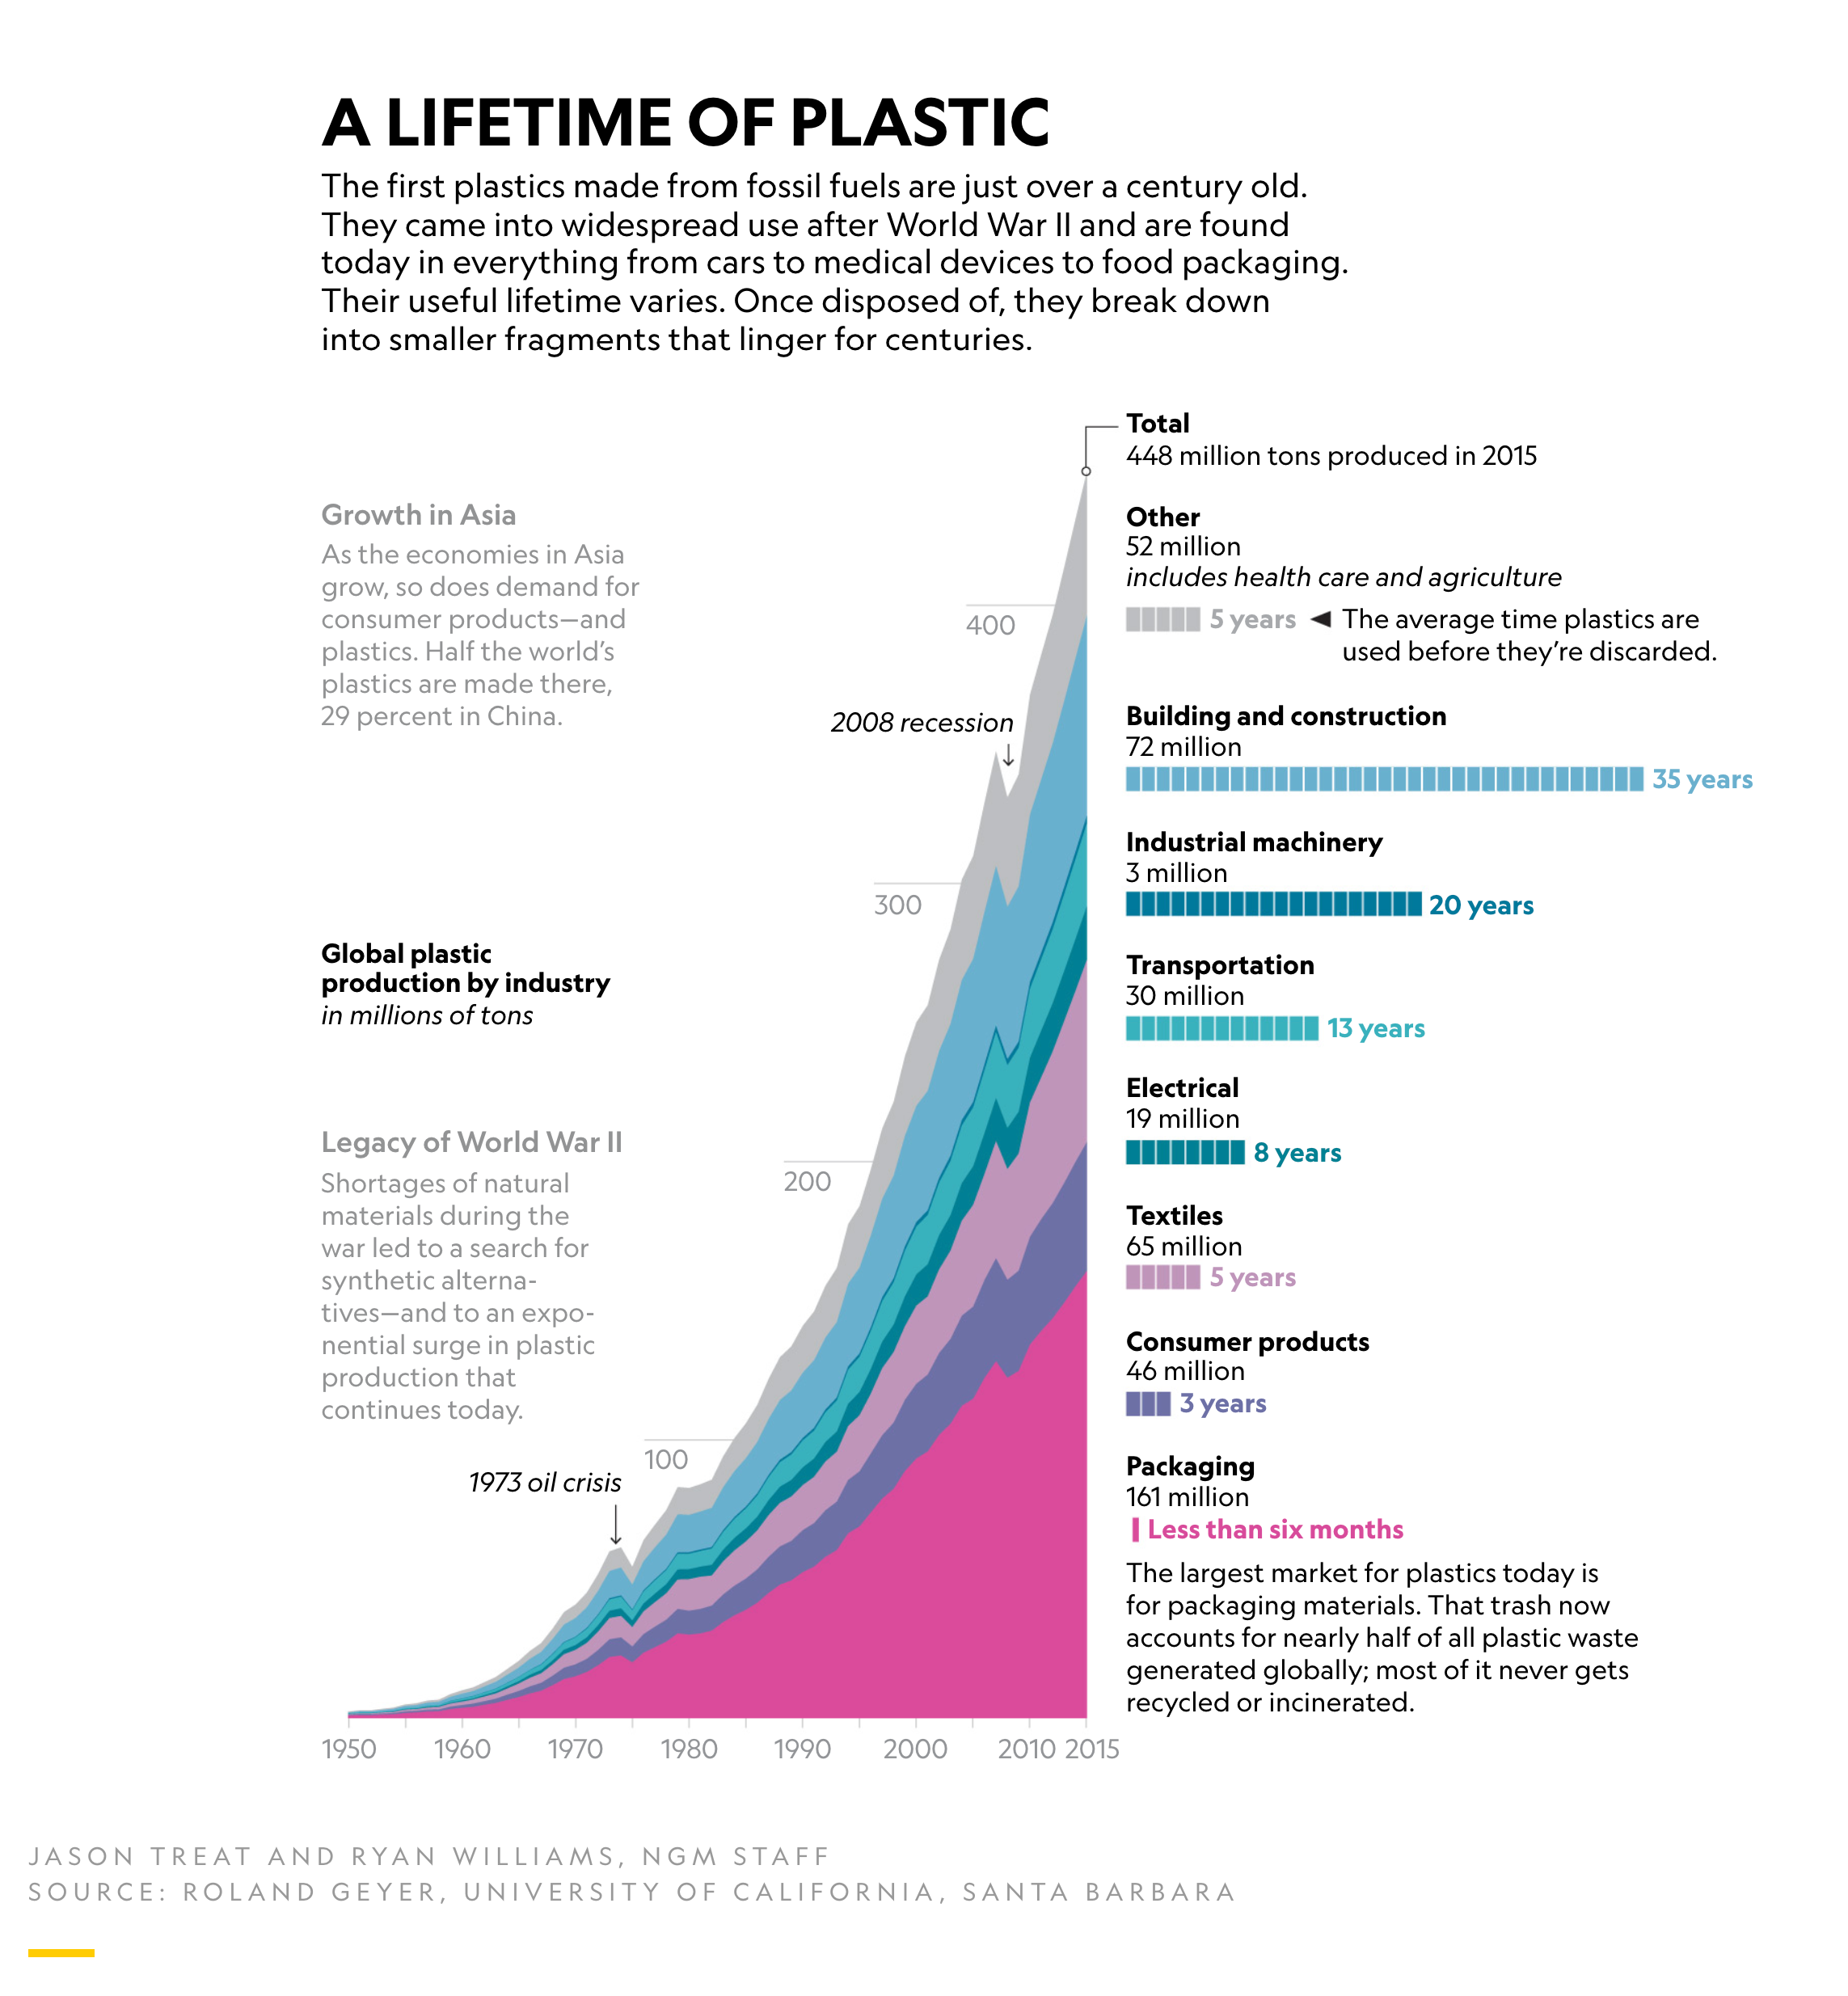 A LIFETIME OF PLASTIC
The first plastics made from fossil fuels are just over a century old.
They came into widespread use after World War II and are found
today in everything from cars to medical devices to food packaging.
Their useful lifetime varies. Once disposed of, they break down
into smaller fragments that linger for centuries.
Total
448 million tons produced in 2015
Growth in Asia
As the economies in Asia
grow, so does demand for
consumer products—and
plastics. Half the world's
plastics are made there,
29 percent in China.
Other
52 million
includes health care and agriculture
5 years ◀ The average time plastics are
used before they're discarded.
400
2008 recession
Building and construction
72 million
35 years
Industrial machinery
3 million
20 years
300
Global plastic
production by industry
in millions of tons
Transportation
30 million
13 years
Electrical
19 million
8 years
Legacy of World War II
Shortages of natural
materials during the
war led to a search for
synthetic alterna-
tives—and to an expo-
nential surge in plastic
production that
continues today.
200
Textiles
65 million
5 years
Consumer products
46 million
3 years
100
1973 oil crisis
Packaging
161 million
Less than six months
The largest market for plastics today is
for packaging materials. That trash now
accounts for nearly half of all plastic waste
generated globally; most of it never gets
recycled or incinerated.
1950 1960 1970 1980 1990 2000 2010 2015
JASON TREAT AND RYAN WILLIAMS, NGM STAFF
SOURCE: ROLAND GEYER, UNIVERSITY OF CALIFORNIA, SANTA BARBARA